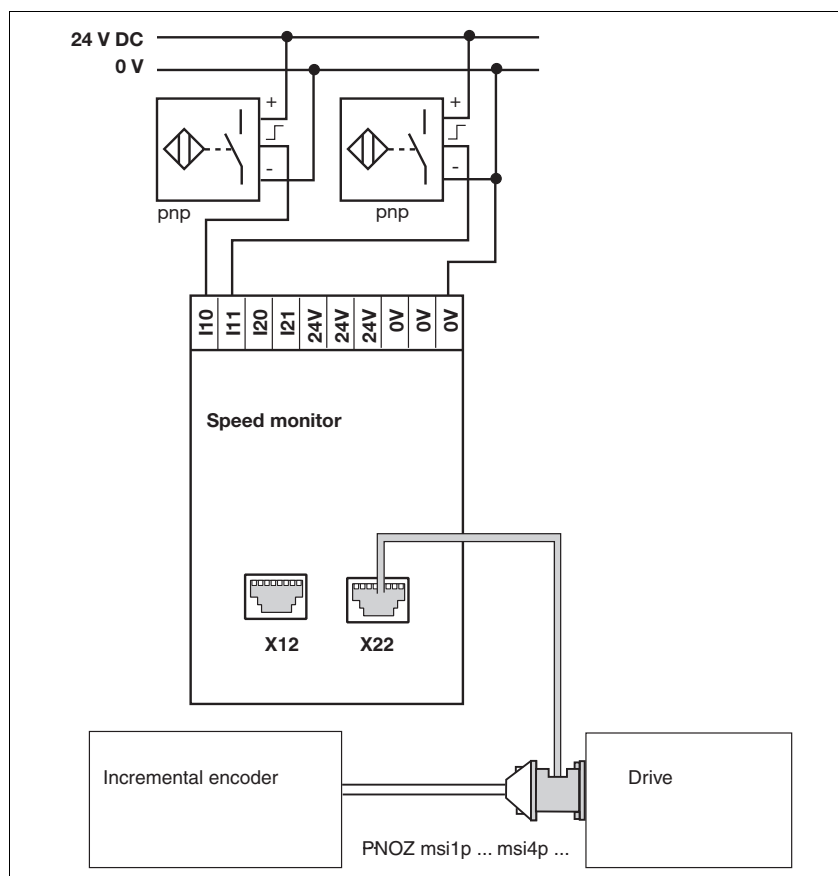 24 V DC
0 V
+
-
pnp
+
-
pnp
I10 I11 I20 I21 24V 24V 24V 0V 0V 0V
Speed monitor
X12 X22
Incremental encoder
Drive
PNOZ msi1p ... msi4p ...